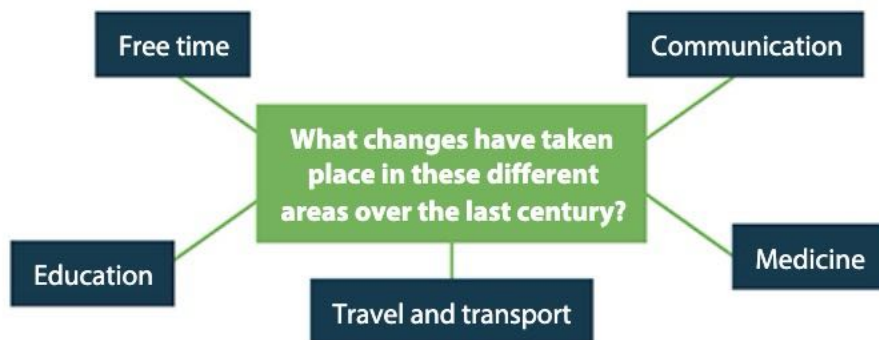 Free time
Communication
What changes have taken
place in these different
areas over the last century?
Education
Medicine
Travel and transport